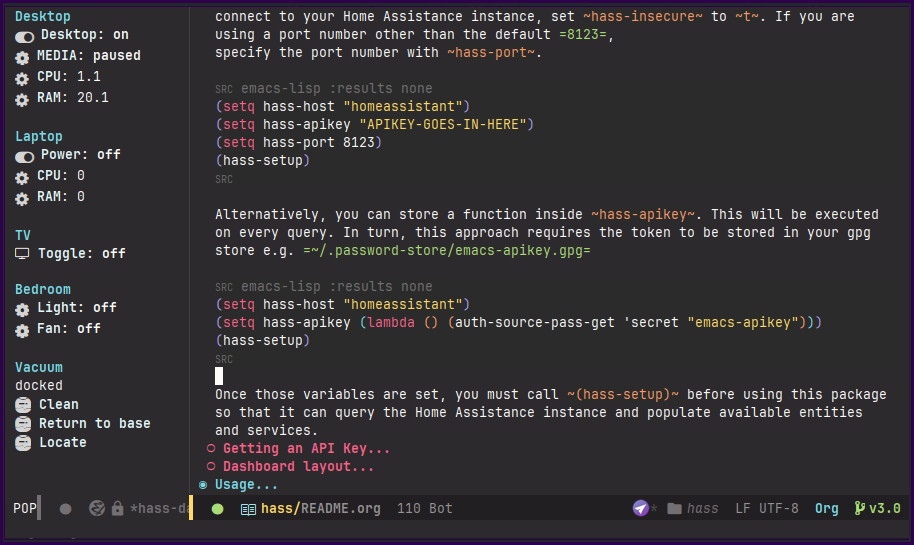 Desktop
Desktop: on
MEDIA: paused
CPU: 1.1
RAM: 20.1
Laptop
Power: off
CPU: 0
RAM: 0
TV
Toggle: off
Bedroom
Light: off
Fan: off
Vacuum
docked
Clean
Return to base
Locate
connect to your Home Assistance instance, set ~hass-insecure~ to ~t~. If you are
using a port number other than the default =8123=,
specify the port number with ~hass-port~.
SRC emacs-lisp :results none
(setq hass-host "homeassistant")
(setq hass-apikey "APIKEY-GOES-IN-HERE")
(setq hass-port 8123)
(hass-setup)
SRC
Alternatively, you can store a function inside ~hass-apikey~. This will be executed
on every query. In turn, this approach requires the token to be stored in your gpg
store e.g. =~/.password-store/emacs-apikey.gpg=
SRC emacs-lisp :results none
(setq hass-host "homeassistant")
(setq hass-apikey (lambda () (auth-source-pass-get 'secret "emacs-apikey")))
(hass-setup)
SRC
Once those variables are set, you must call ~(hass-setup)~ before using this package
so that it can query the Home Assistance instance and populate available entities
and services.
Getting an API Key...
Dashboard layout...
Usage...
POP *hass-da
hass/README.org 110 Bot * hass LF UTF-8 Org v3.0